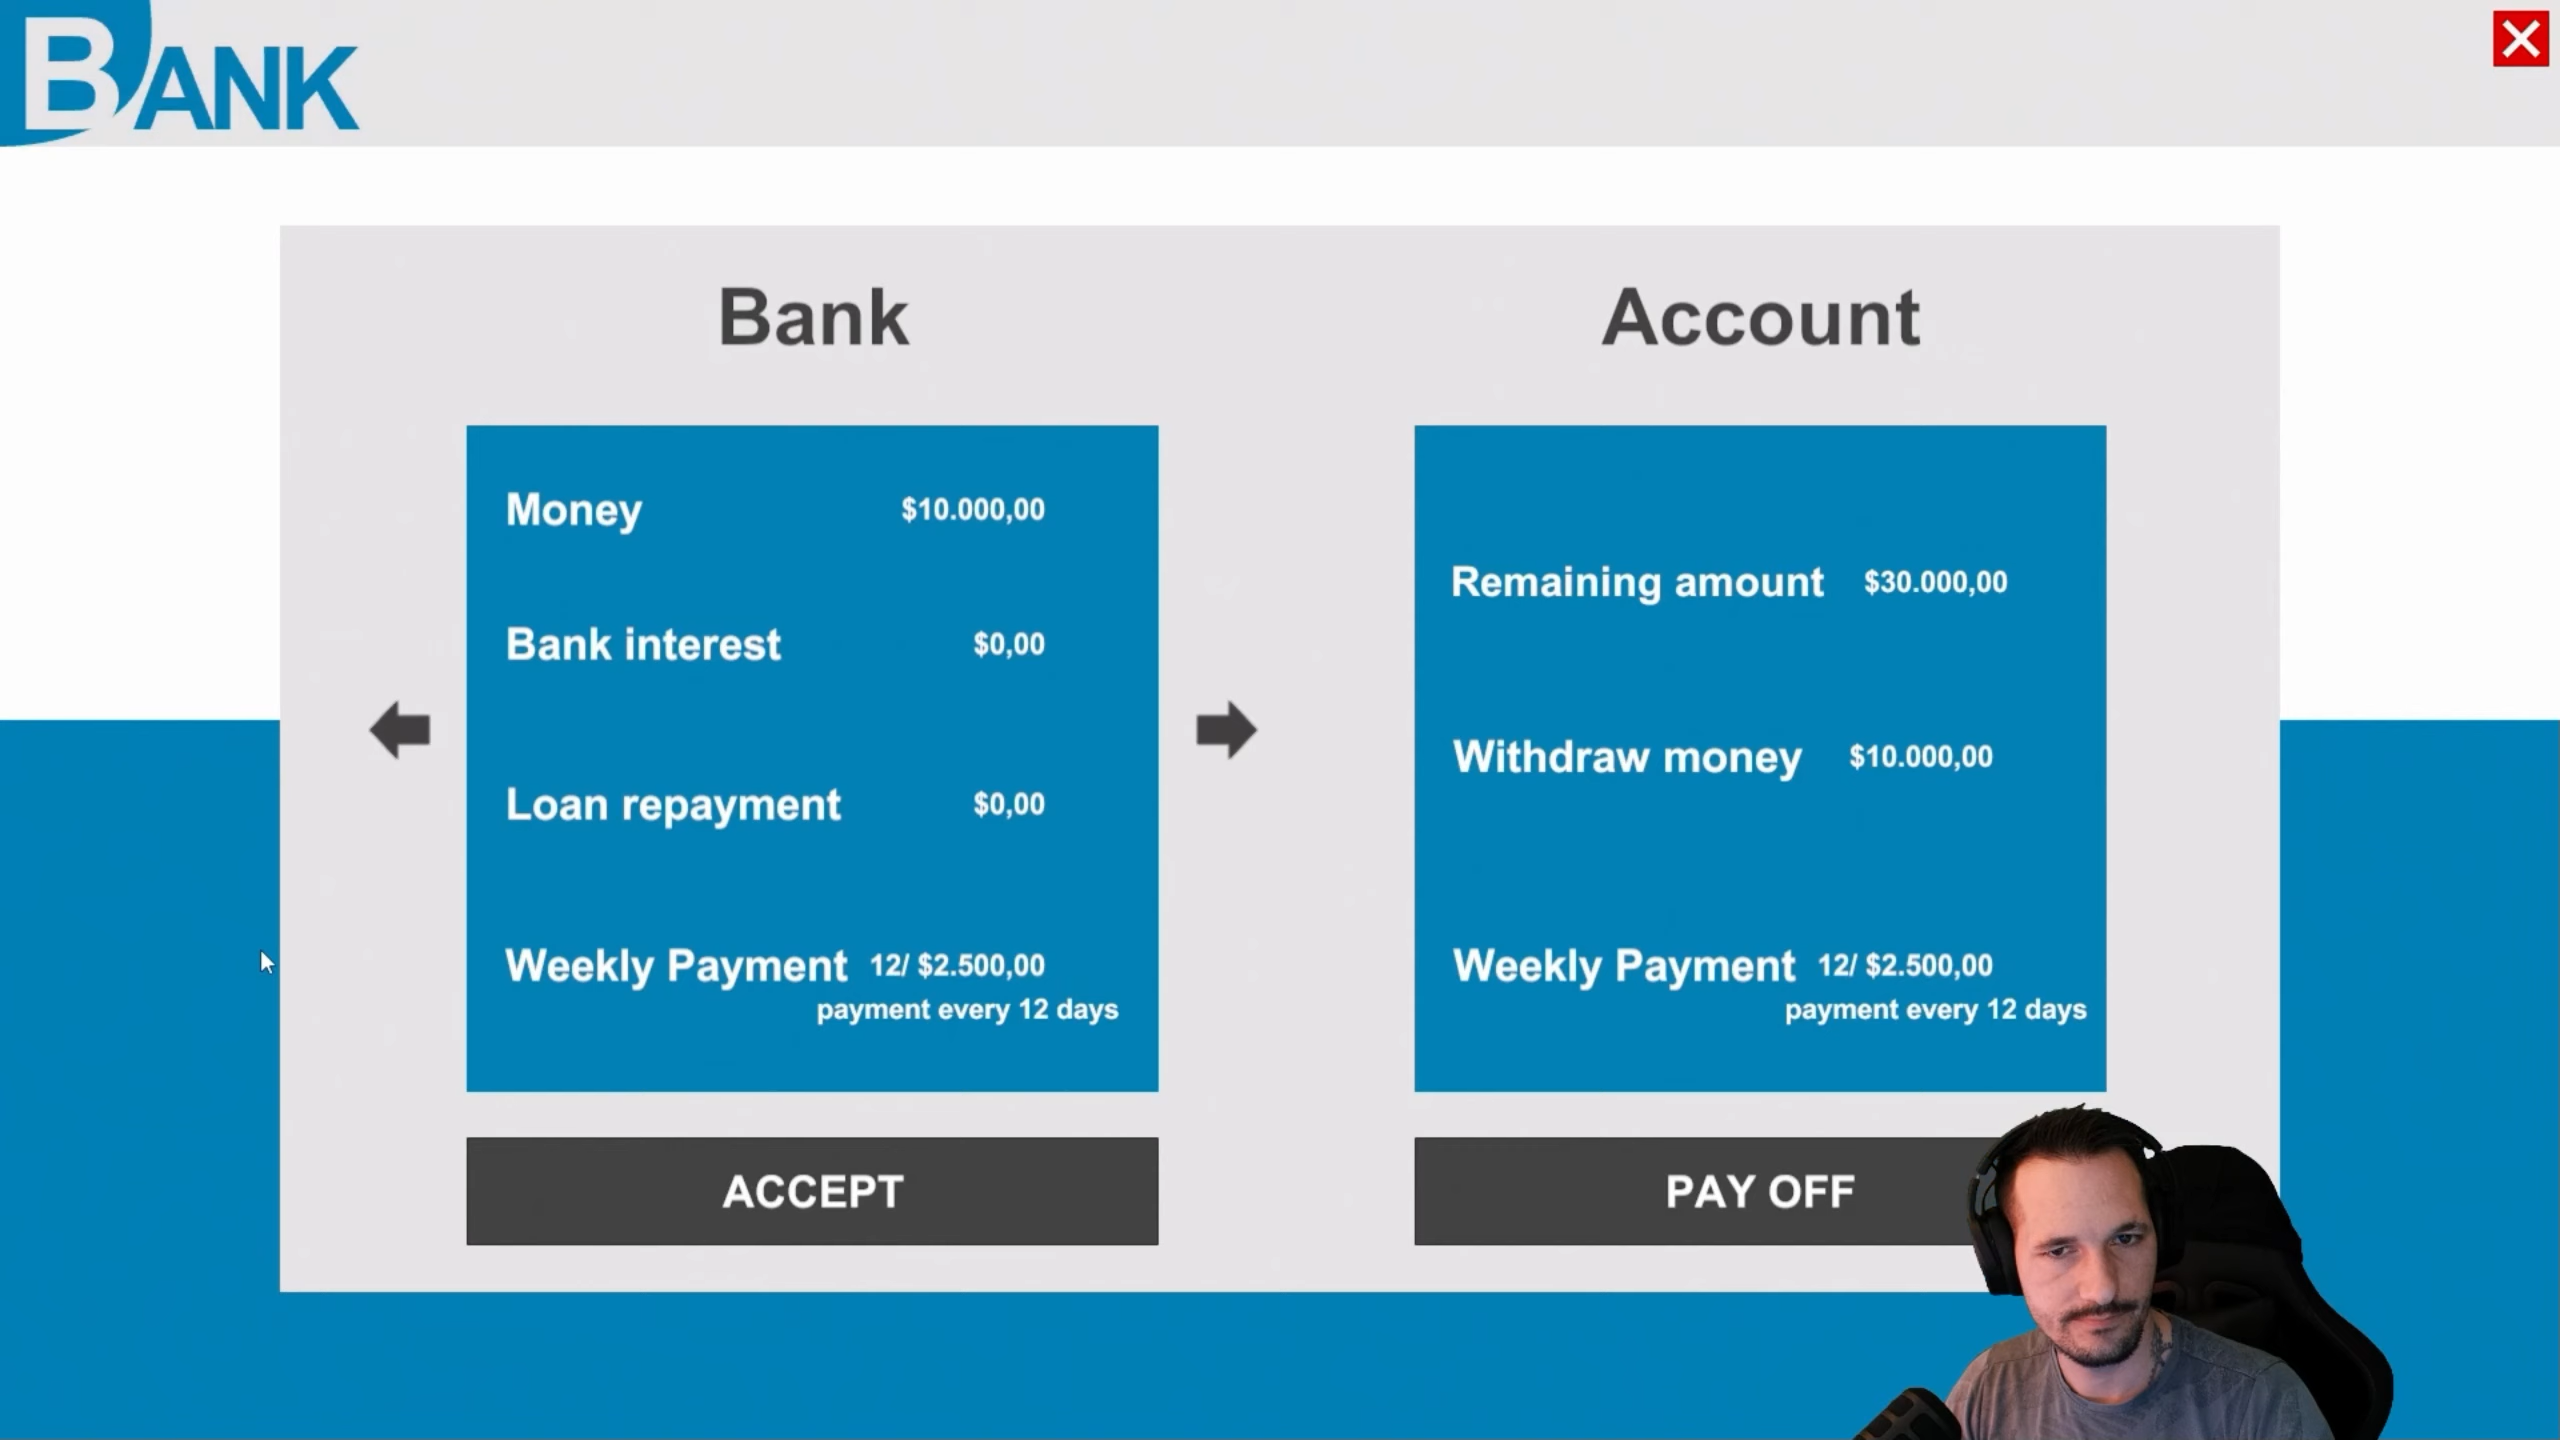 BANK
Bank
Money $10.000,00
Bank interest $0,00
Loan repayment $0,00
Weekly Payment 12/ $2.500,00
payment every 12 days
ACCEPT
Account
Remaining amount $30.000,00
Withdraw money $10.000,00
Weekly Payment 12/ $2.500,00
payment every 12 days
PAY OFF